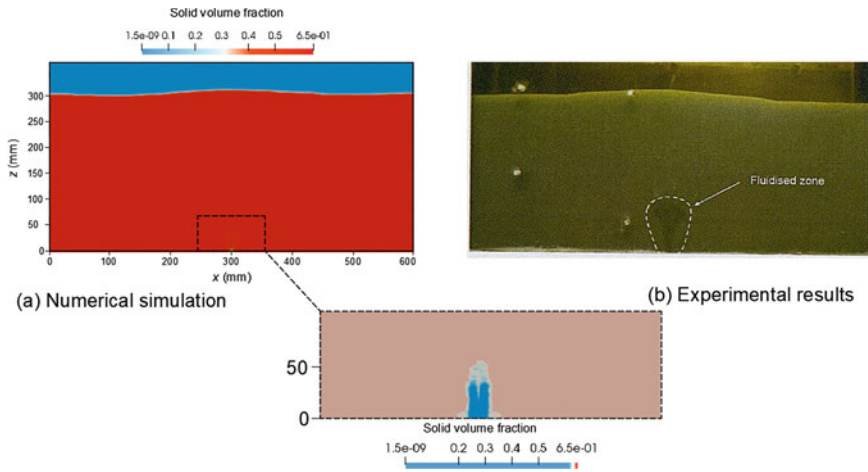 Solid volume fraction
1.5e-09 0.1 0.2 0.3 0.4 0.5 6.5e-01
300
250
200
150
100
50
0
z (mm)
0 100 200 300 400 500 600
x (mm)
(a) Numerical simulation
Fluidised zone
(b) Experimental results
50
0
Solid volume fraction
1.5e-09 0.2 0.3 0.4 0.5 6.5e-01